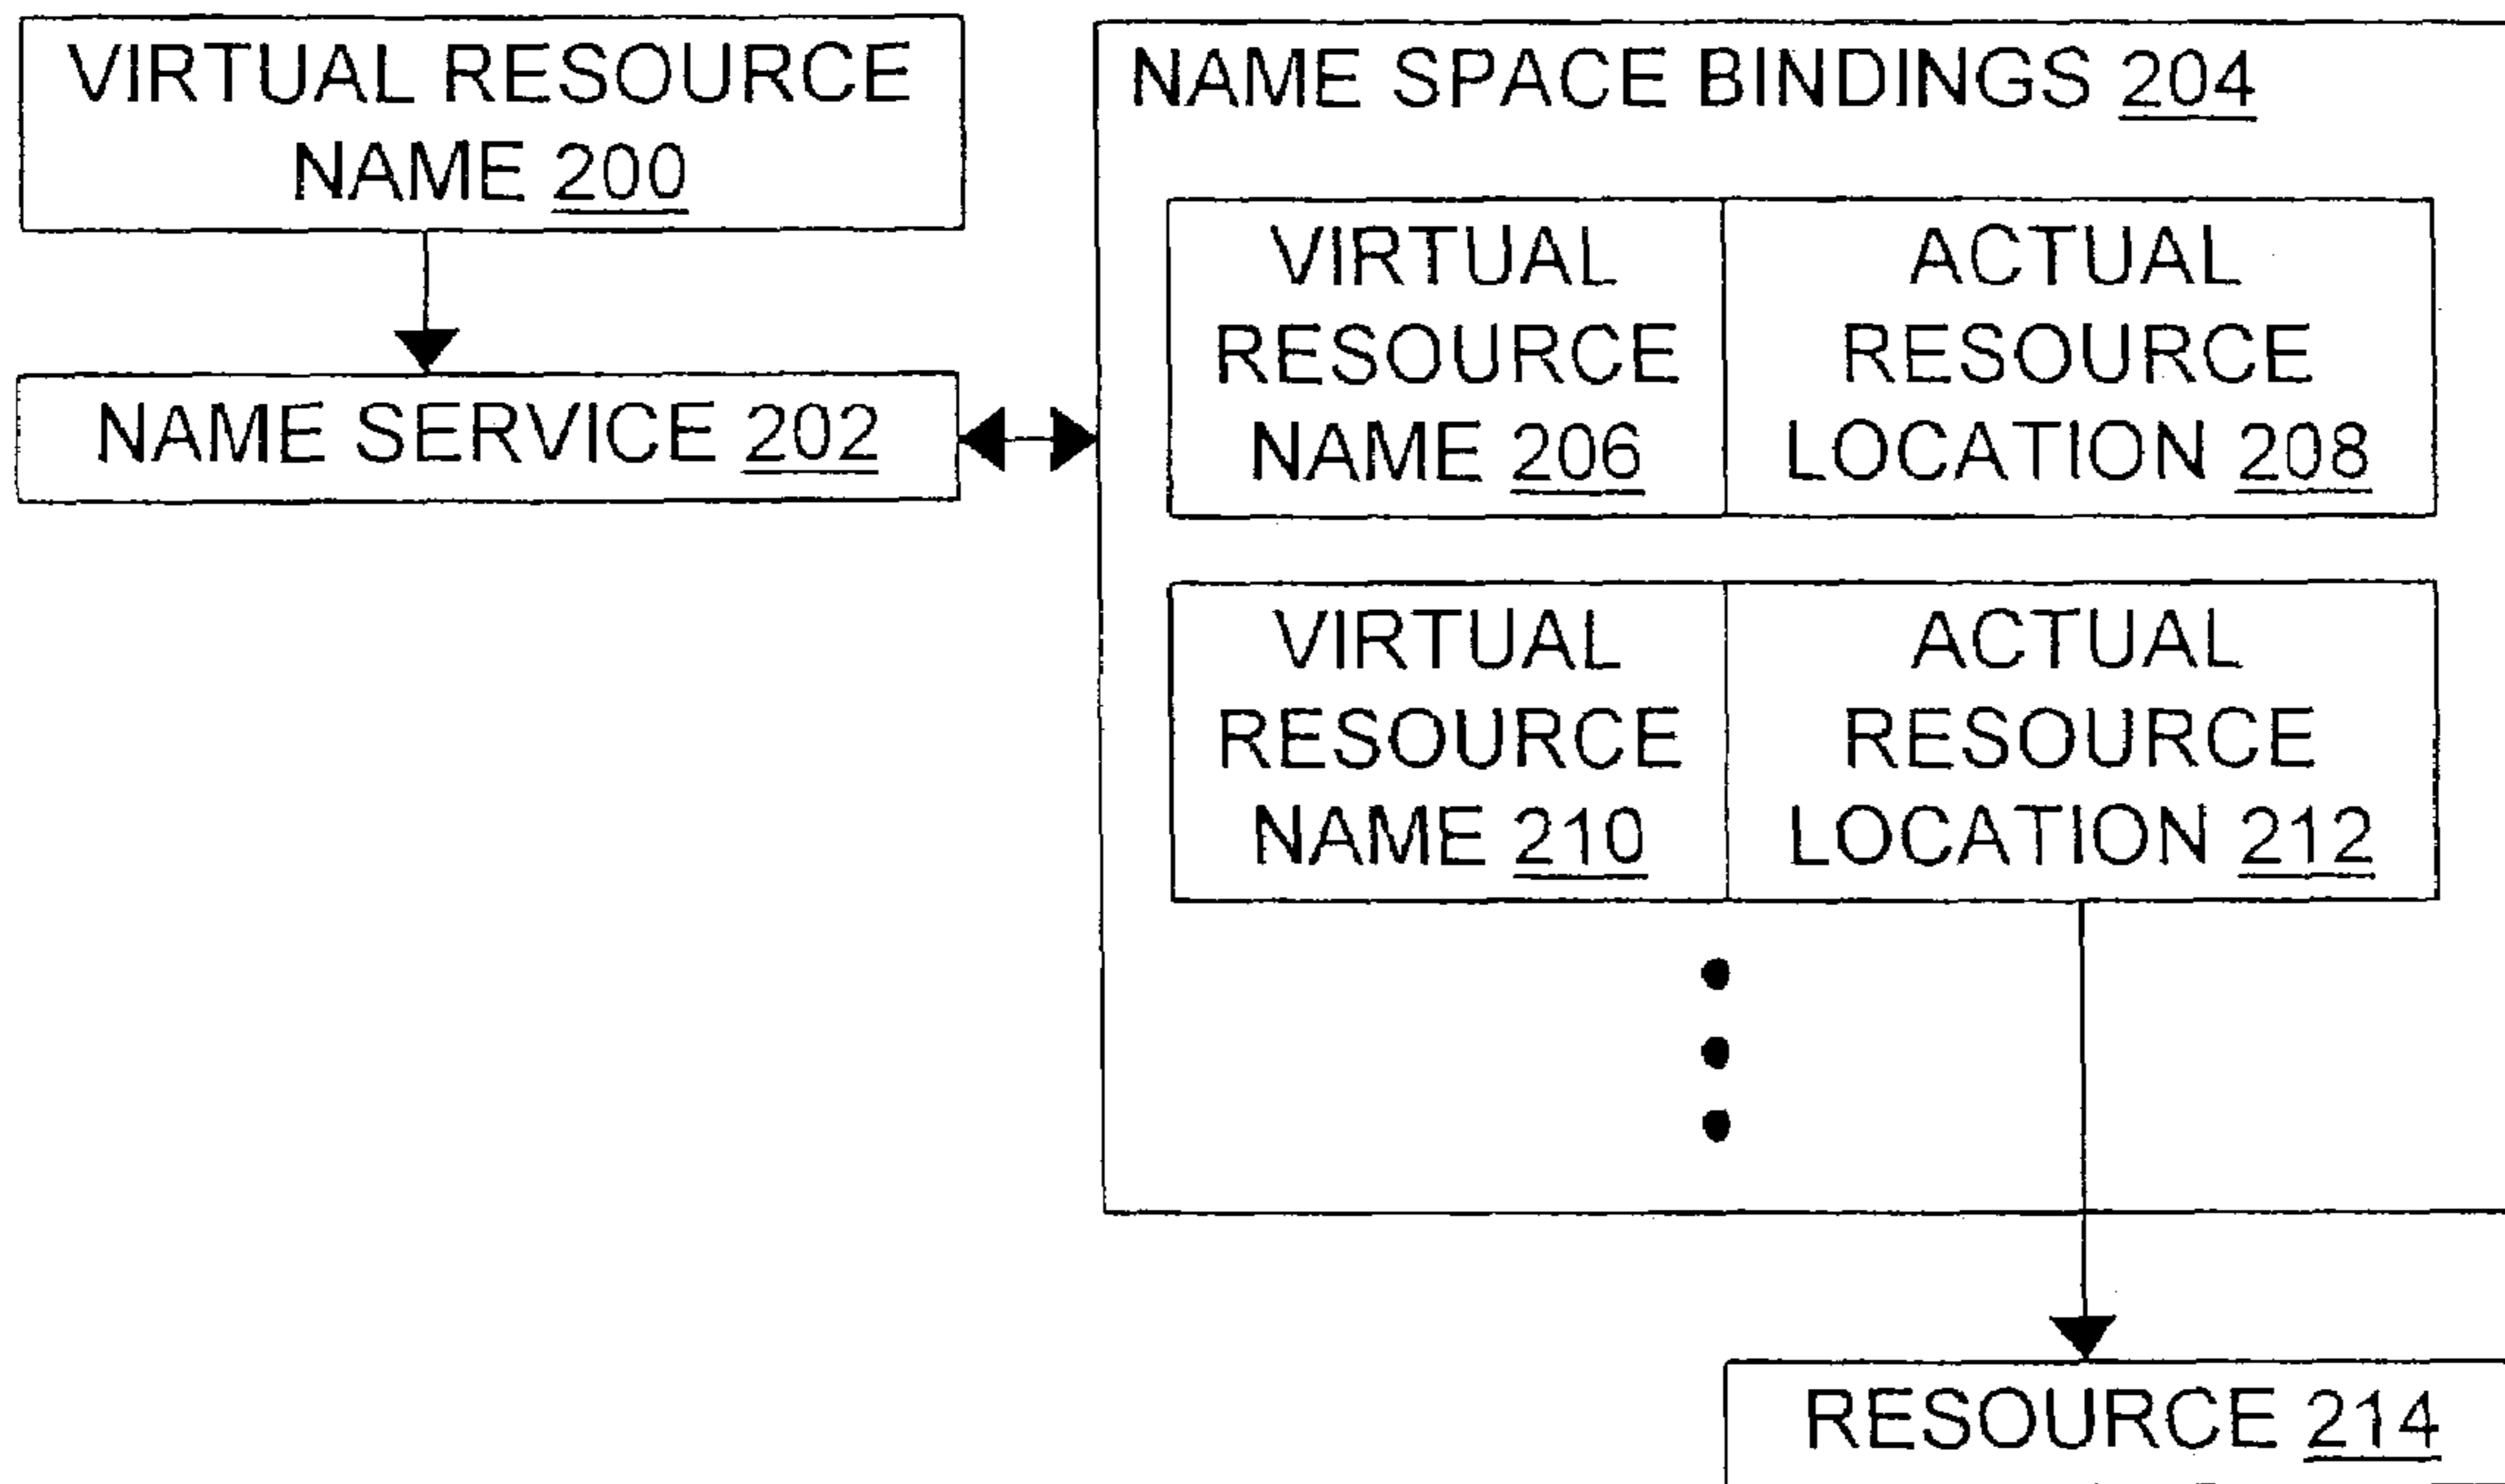 VIRTUAL RESOURCE
NAME 200
NAME SERVICE 202
NAME SPACE BINDINGS 204
VIRTUAL
RESOURCE
NAME 206
ACTUAL
RESOURCE
LOCATION 208
VIRTUAL
RESOURCE
NAME 210
ACTUAL
RESOURCE
LOCATION 212
RESOURCE 214